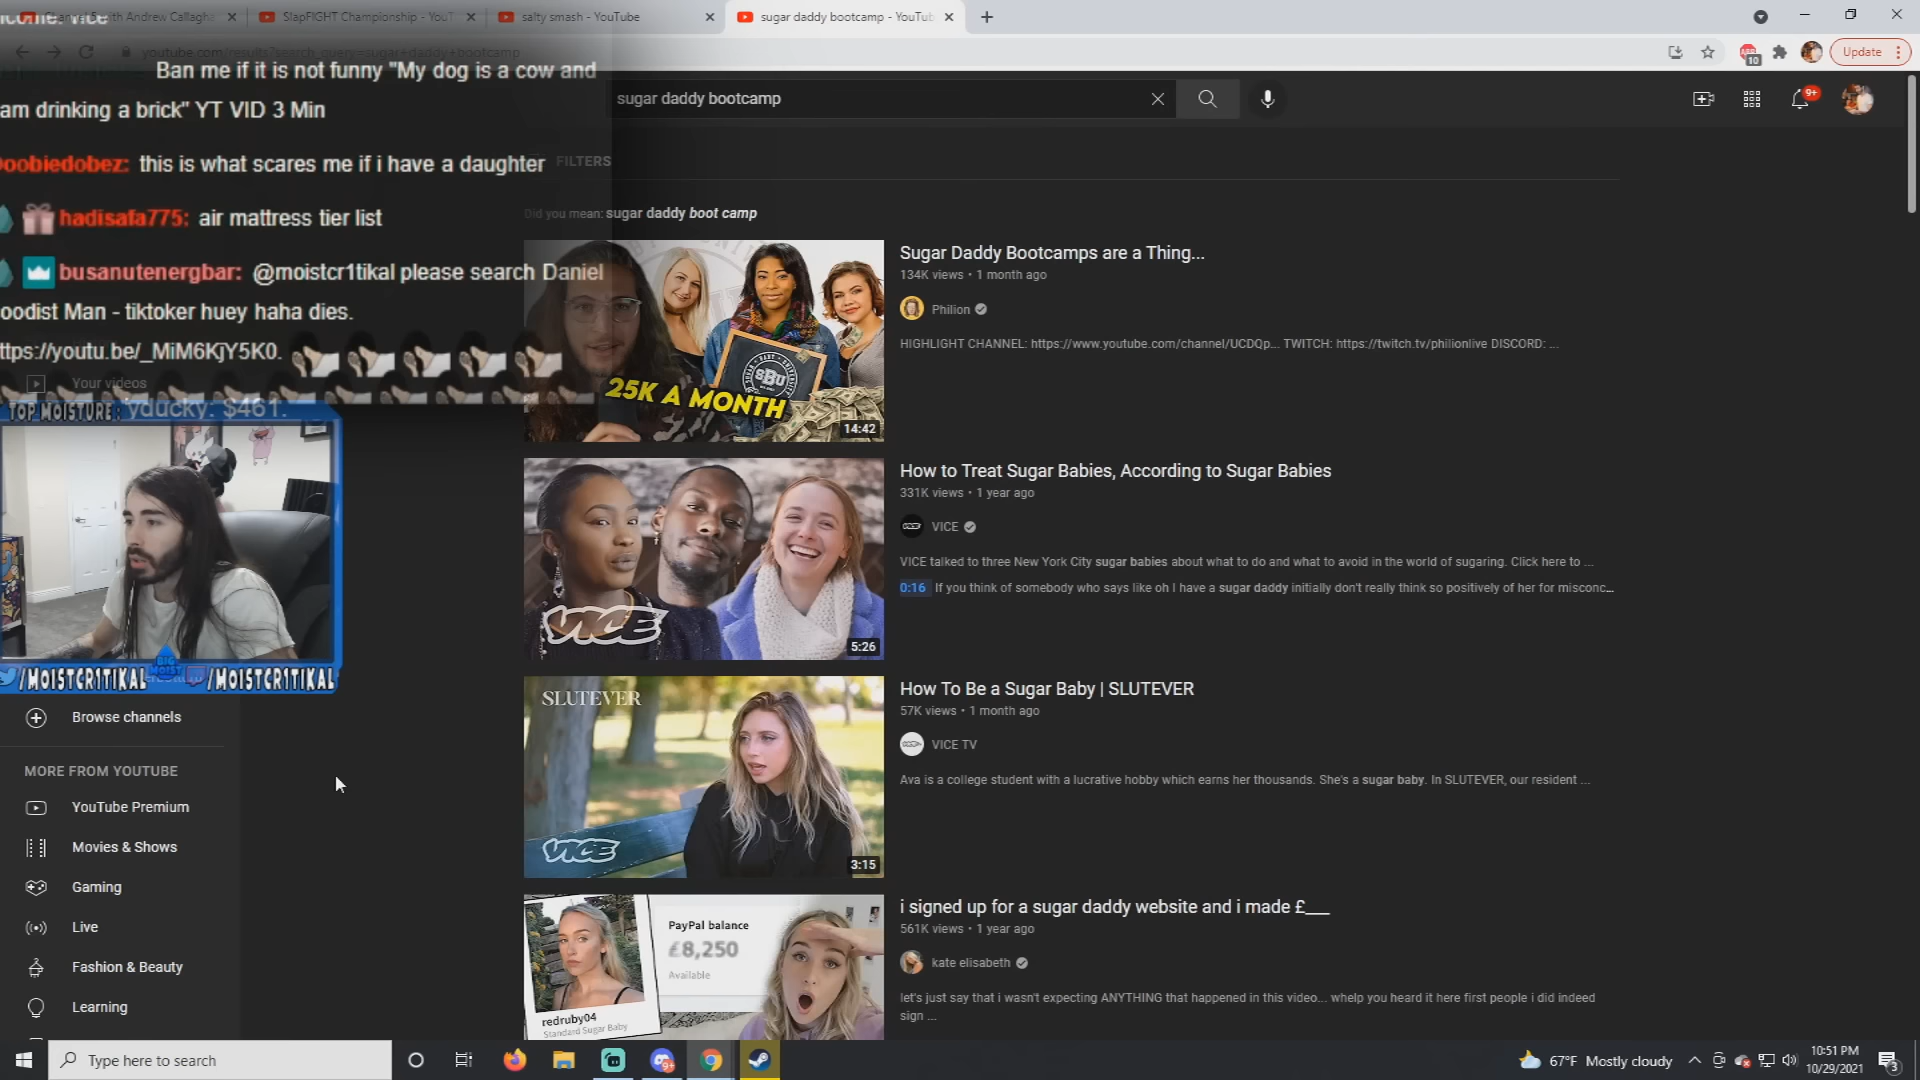 SlapFIGHT Championship - YouT
salty smash - YouTube
sugar daddy bootcamp - YouTub
youtube.com/results?search_query=sugar+daddy+bootcamp
Update
10
Ban me if it is not funny "My dog is a cow and
am drinking a brick" YT VID 3 Min
this is what scares me if i have a daughter
hadisafa775: air mattress tier list
busanutenergbar: @moistcr1tikal please search Daniel
Man - tiktoker huey haha dies.
Your videos
TOP MOISTURE:
$461.
/MOISTCR1TIKAL
BIG
MOIST
/MOISTCR1TIKAL
Browse channels
MORE FROM YOUTUBE
YouTube Premium
Movies & Shows
Gaming
Live
Fashion & Beauty
Learning
sugar daddy bootcamp
9+
FILTERS
Did you mean: sugar daddy boot camp
25K A MONTH
SBU
14:42
Sugar Daddy Bootcamps are a Thing...
134K views • 1 month ago
Philion
HIGHLIGHT CHANNEL: https://www.youtube.com/channel/UCDQp... TWITCH: https://twitch.tv/philionlive DISCORD: ...
VICE
5:26
How to Treat Sugar Babies, According to Sugar Babies
331K views • 1 year ago
VICE
VICE talked to three New York City sugar babies about what to do and what to avoid in the world of sugaring. Click here to ...
0:16 If you think of somebody who says like oh I have a sugar daddy initially don't really think so positively of her for misconc...
SLUTEVER
VICE
3:15
How To Be a Sugar Baby | SLUTEVER
57K views • 1 month ago
VICE TV
Ava is a college student with a lucrative hobby which earns her thousands. She's a sugar baby. In SLUTEVER, our resident ...
PayPal balance
£8,250
Available
redruby04
Standard Sugar Baby
i signed up for a sugar daddy website and i made £___
561K views • 1 year ago
kate elisabeth
let's just say that i wasn't expecting ANYTHING that happened in this video... whelp you heard it here first people i did indeed
sign ...
Type here to search
9+
67°F Mostly cloudy
10:51 PM
10/29/2021
3